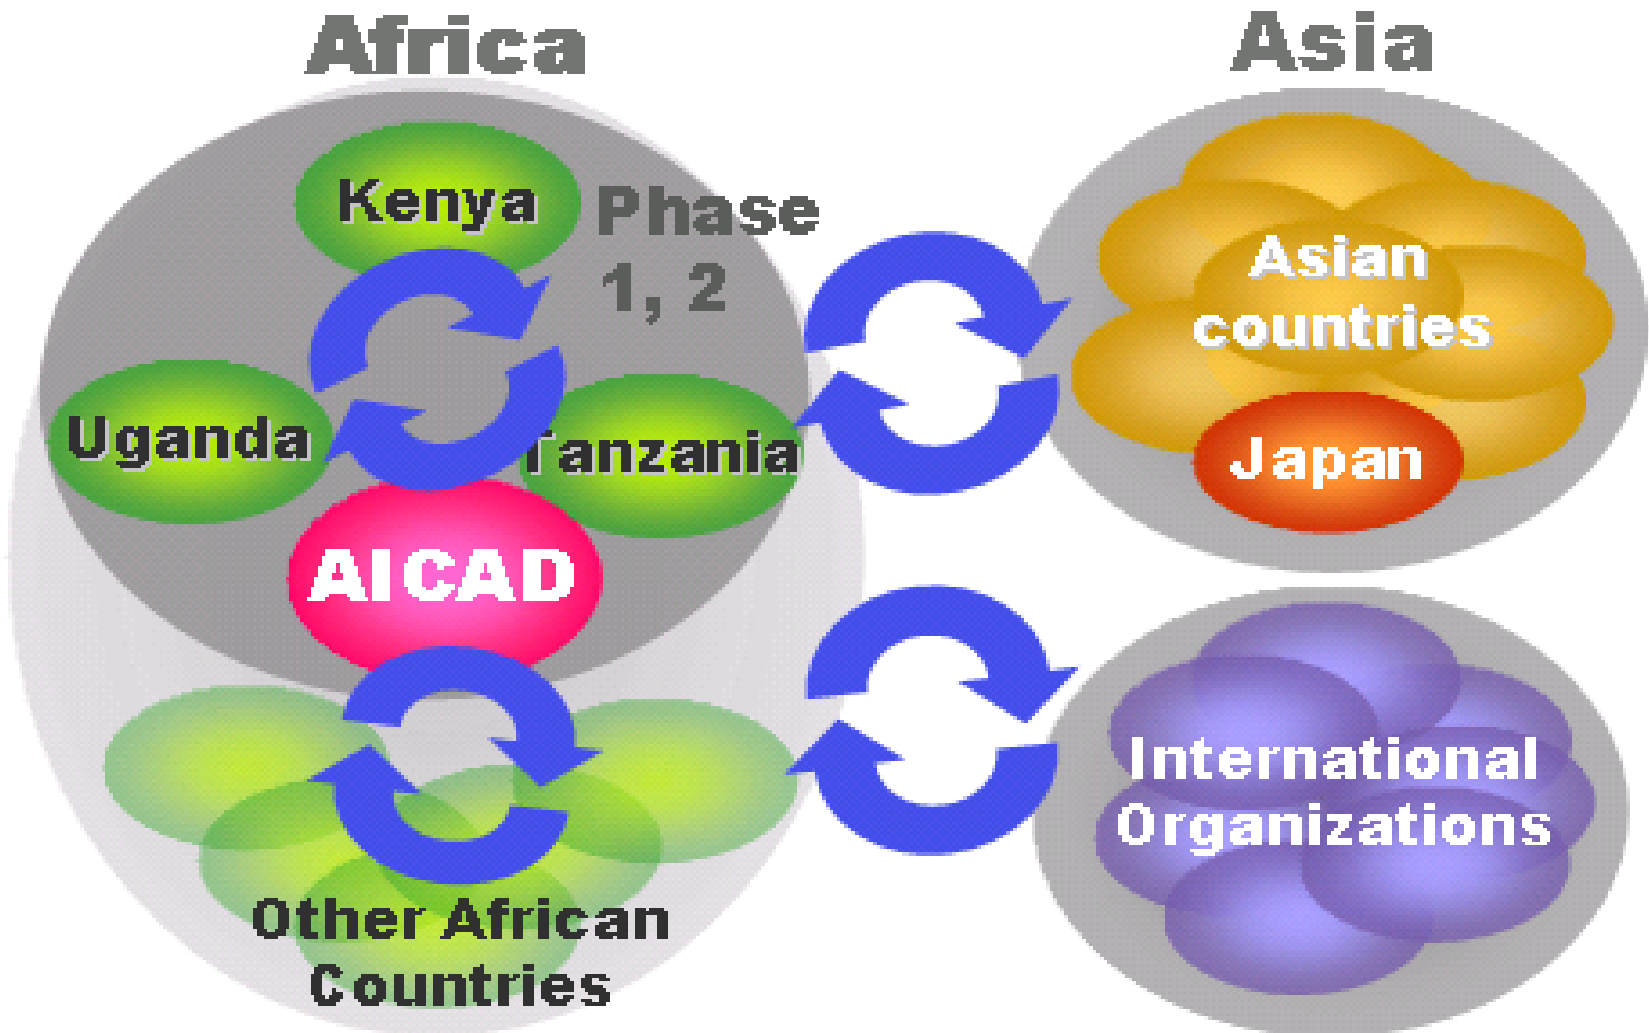 Africa
Asia
Kenya
Phase
1, 2
Asian
countries
Uganda
Tanzania
Japan
AICAD
International
Organizations
Other African
Countries